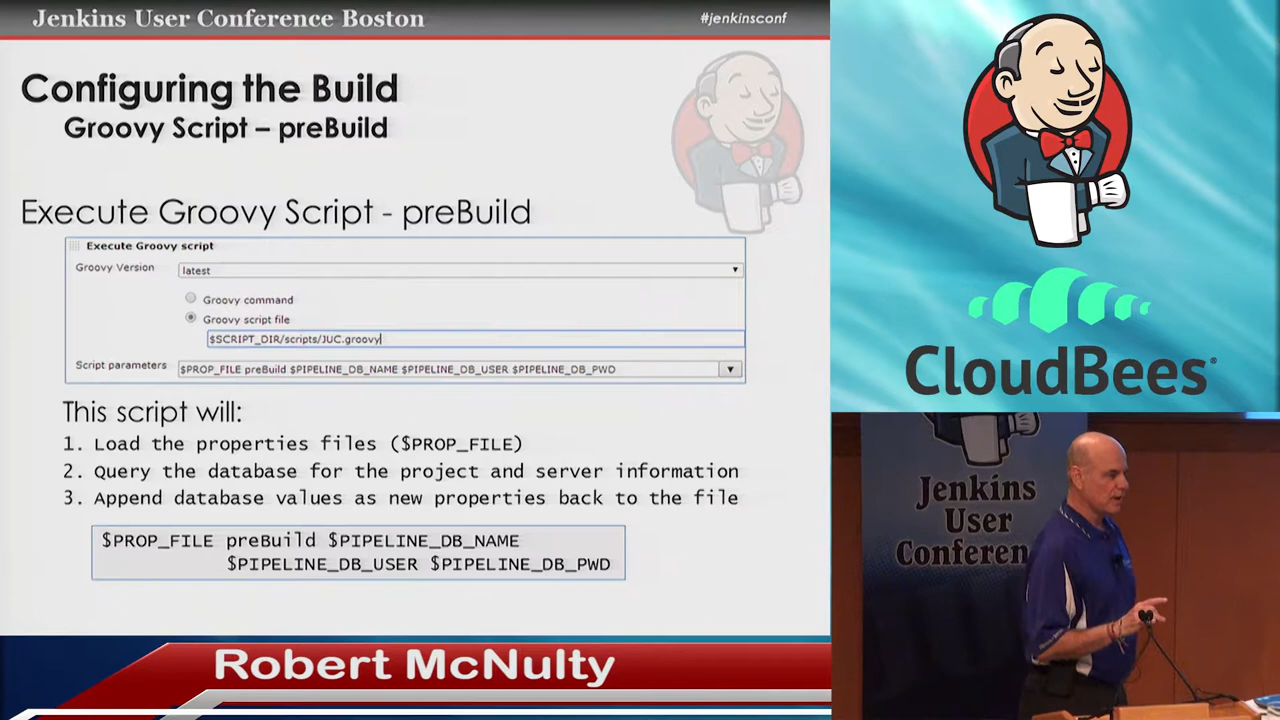 Jenkins User Conference Boston
#jenkinsconf
Configuring the Build
Groovy Script – preBuild
Execute Groovy Script - preBuild
Execute Groovy script
Groovy Version
latest
Groovy command
Groovy script file
$SCRIPT_DIR/scripts/JUC.groovy
Script parameters
$PROP_FILE preBuild $PIPELINE_DB_NAME $PIPELINE_DB_USER $PIPELINE_DB_PWD
This script will:
1. Load the properties files ($PROP_FILE)
2. Query the database for the project and server information
3. Append database values as new properties back to the file
$PROP_FILE preBuild $PIPELINE_DB_NAME
$PIPELINE_DB_USER $PIPELINE_DB_PWD
Robert McNulty
CloudBees
Jenkins
User
Conferen